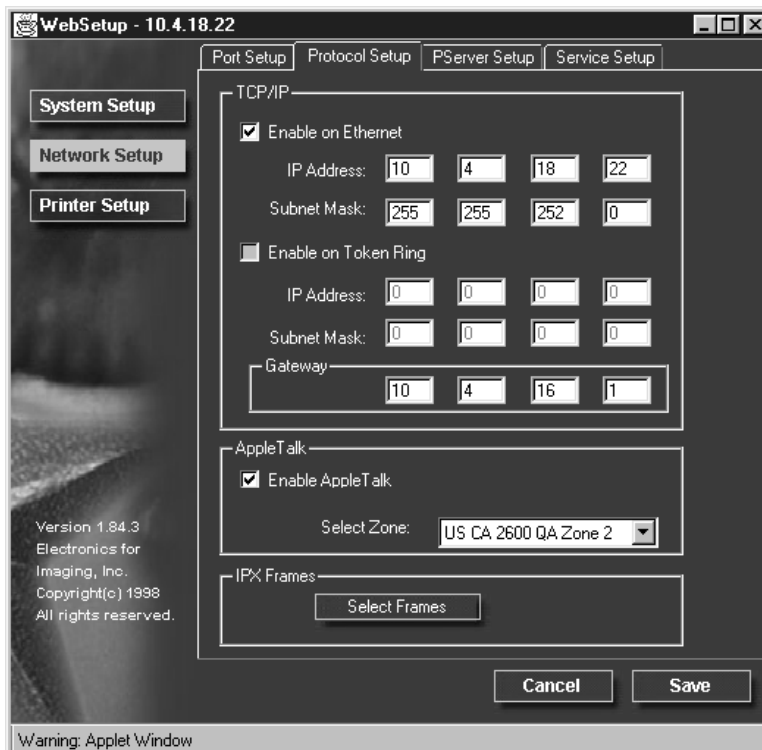 WebSetup - 10.4.18.22
Port Setup Protocol Setup PServer Setup Service Setup
System Setup
Network Setup
Printer Setup
TCP/IP
Enable on Ethernet
IP Address: 10 4 18 22
Subnet Mask: 255 255 252 0
Enable on Token Ring
IP Address: 0 0 0 0
Subnet Mask: 0 0 0 0
Gateway
10 4 16 1
AppleTalk
Enable AppleTalk
Select Zone: US CA 2600 QA Zone 2
IPX Frames
Select Frames
Version 1.84.3
Electronics for
Imaging, Inc.
Copyright(c) 1998
All rights reserved.
Cancel Save
Warning: Applet Window